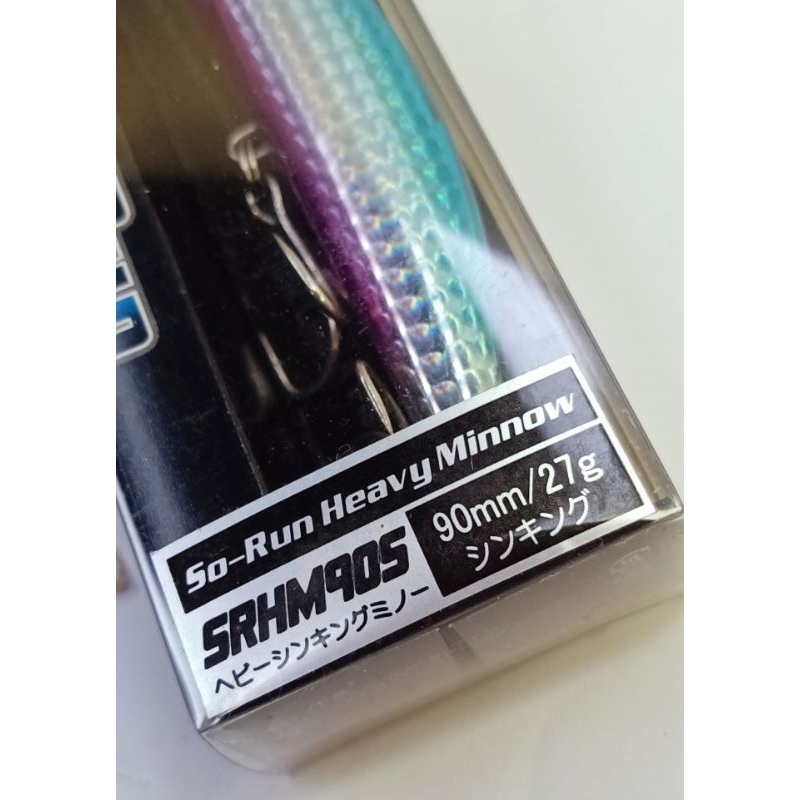 So-Run Heavy Minnow
SRHM90S
90mm/27g
シンキング
ヘビーシンキングミノー